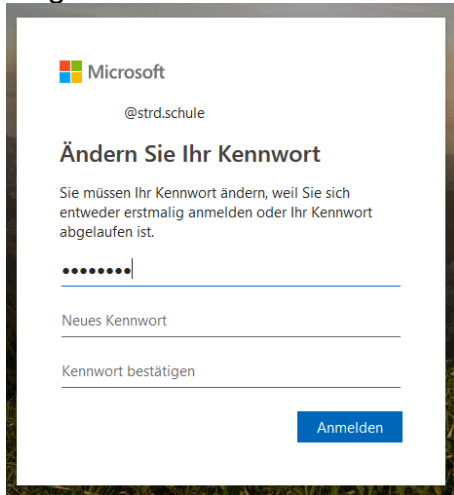 Microsoft
@strd.schule
Ändern Sie Ihr Kennwort
Sie müssen Ihr Kennwort ändern, weil Sie sich
entweder erstmalig anmelden oder Ihr Kennwort
abgelaufen ist.
••••••••
Neues Kennwort
Kennwort bestätigen
Anmelden